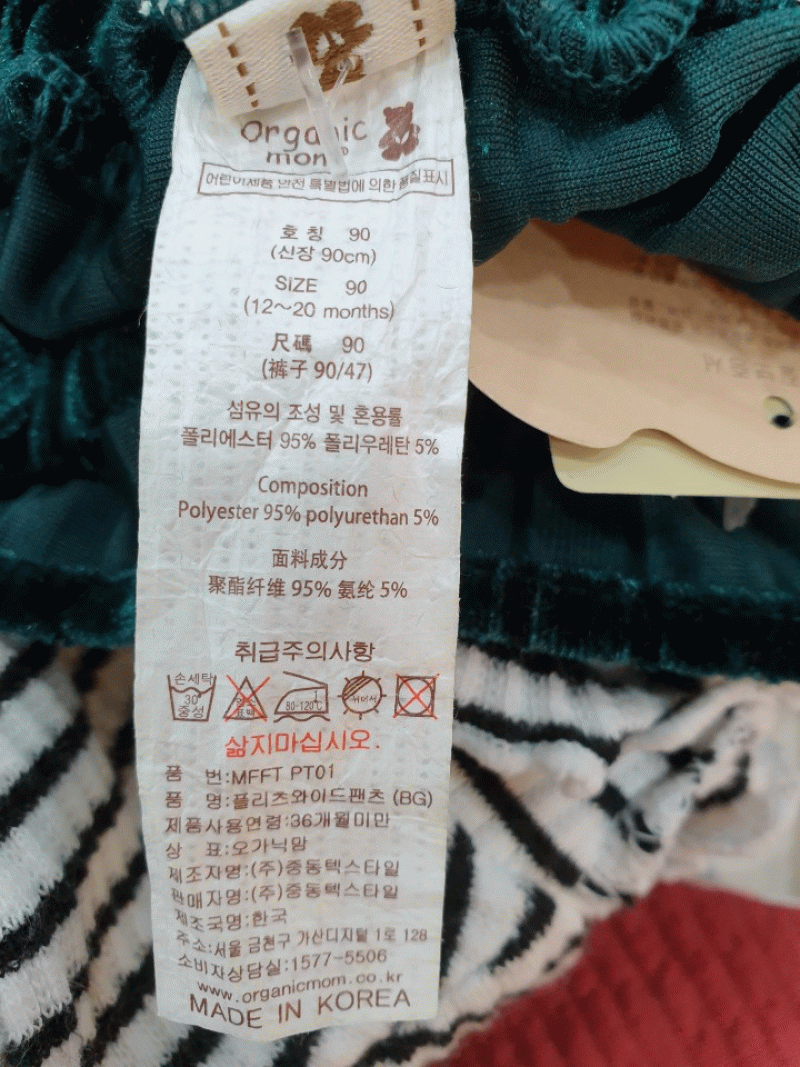 Organic
mom
어린이제품 안전 특별법에 의한 품질표시
호 칭 90
(신장 90cm)
SIZE 90
(12~20 months)
尺碼 90
(裤子 90/47)
섬유의 조성 및 혼용률
폴리에스터 95% 폴리우레탄 5%
Composition
Polyester 95% polyurethan 5%
面料成分
聚酯纤维 95% 氨纶 5%
취급주의사항
손세탁
30
중성
80-120℃
뉘어서
삶지마십시오.
품 번:MFFT PT01
품 명:플리츠와이드팬츠 (BG)
제품사용연령:36개월미만
상 표:오가닉맘
제조자명:(주)중동텍스타일
판매자명:(주)중동텍스타일
제조국명:한국
주소:서울 금천구 가산디지털 1로 128
소비자상담실:1577-5506
www.organicmom.co.kr
MADE IN KOREA